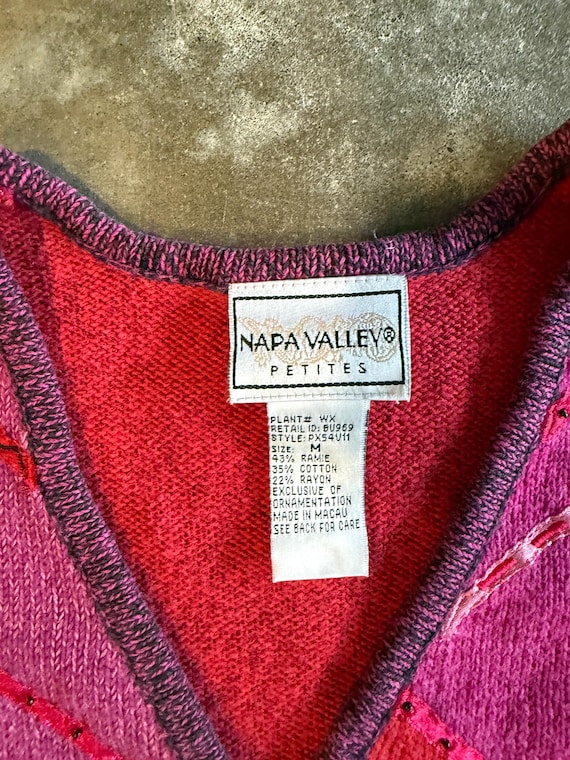 NAPA VALLEY®
PETITES
PLANT# WX
RETAIL ID: BU969
STYLE: PX54U11
SIZE: M
43% RAMIE
35% COTTON
22% RAYON
EXCLUSIVE OF
ORNAMENTATION
MADE IN MACAU
SEE BACK FOR CARE